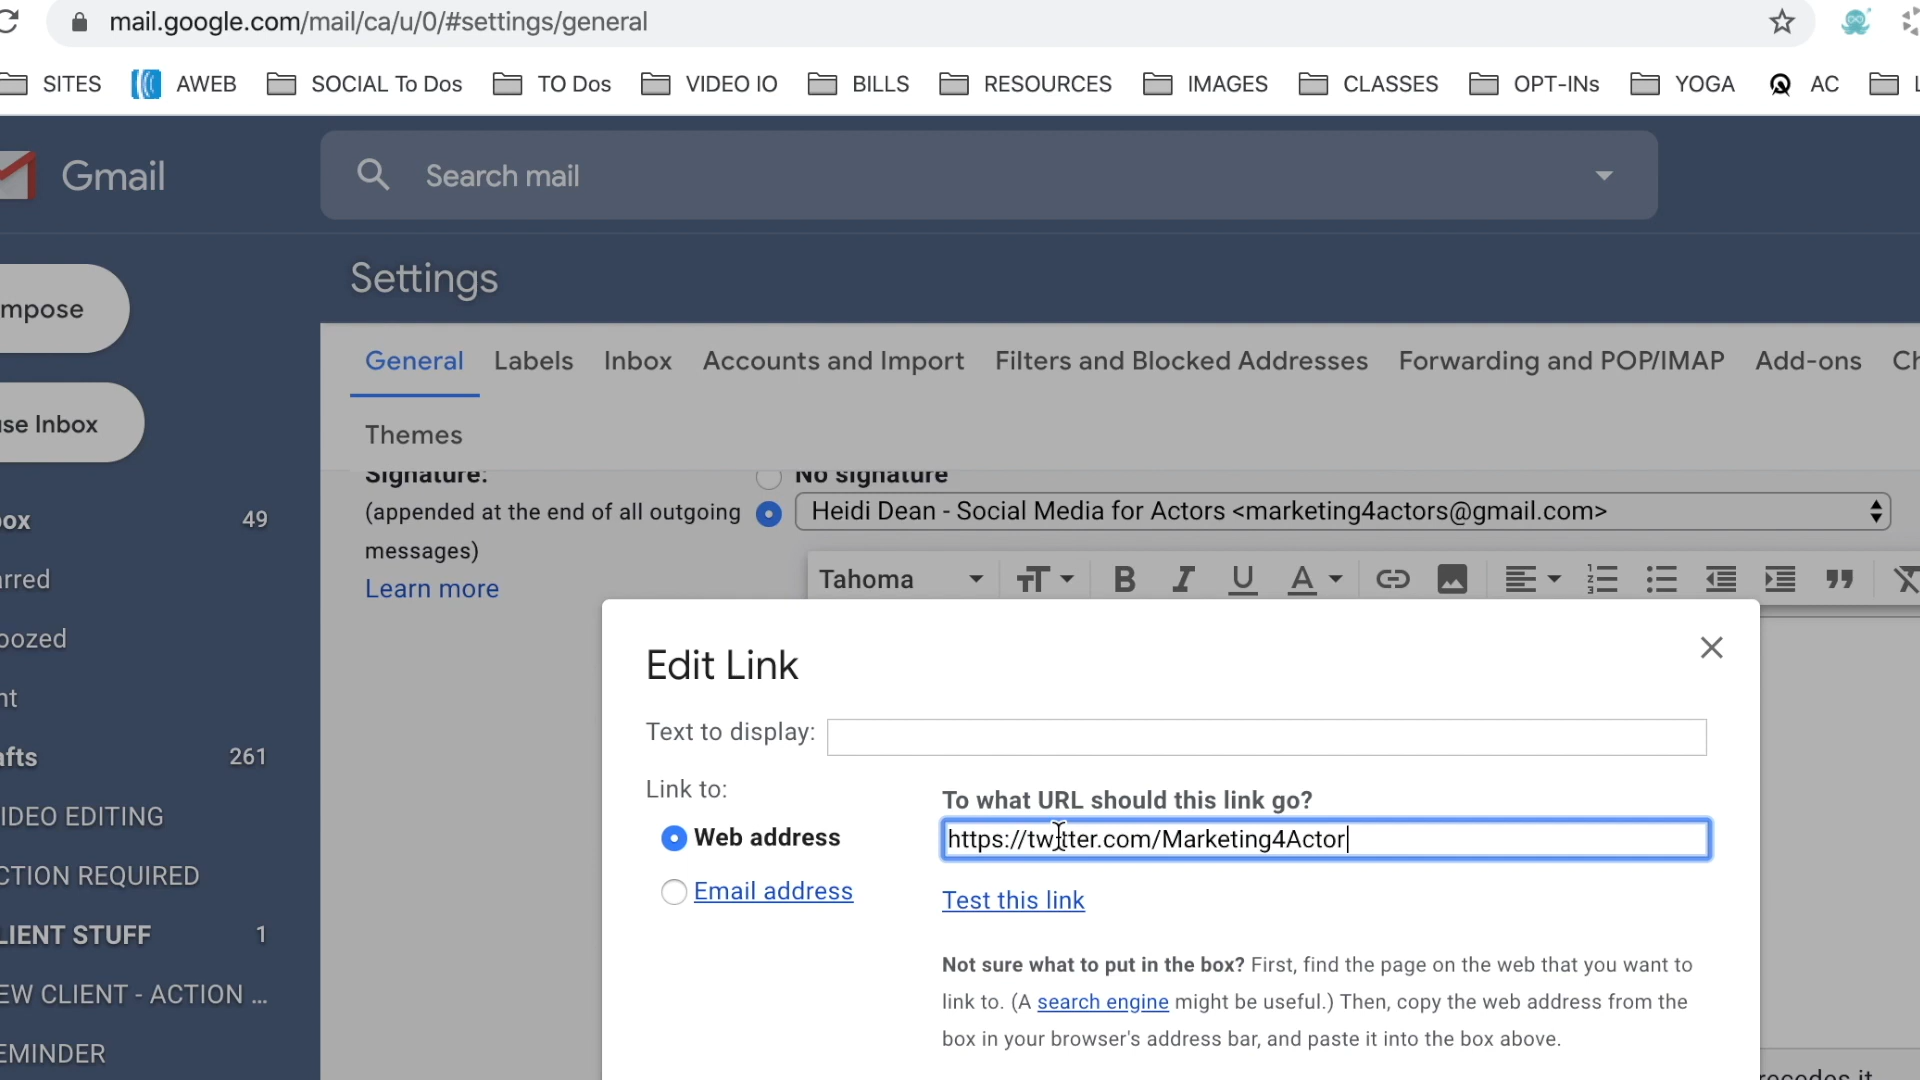 mail.google.com/mail/ca/u/0/#settings/general
SITES AWEB SOCIAL To Dos TO Dos VIDEO IO BILLS RESOURCES IMAGES CLASSES OPT-INs YOGA AC L
Gmail
Search mail
Settings
mpose
General Labels Inbox Accounts and Import Filters and Blocked Addresses Forwarding and POP/IMAP Add-ons Ch
use Inbox
Themes
Signature: No signature
(appended at the end of all outgoing Heidi Dean - Social Media for Actors <marketing4actors@gmail.com>
messages)
Learn more
Tahoma
box 49
arred
oozed
nt
afts 261
IDEO EDITING
CTION REQUIRED
LIENT STUFF 1
EW CLIENT - ACTION ...
EMINDER
Edit Link
Text to display:
Link to:
To what URL should this link go?
Web address https://twitter.com/Marketing4Actor
Email address
Test this link
Not sure what to put in the box? First, find the page on the web that you want to
link to. (A search engine might be useful.) Then, copy the web address from the
box in your browser's address bar, and paste it into the box above.